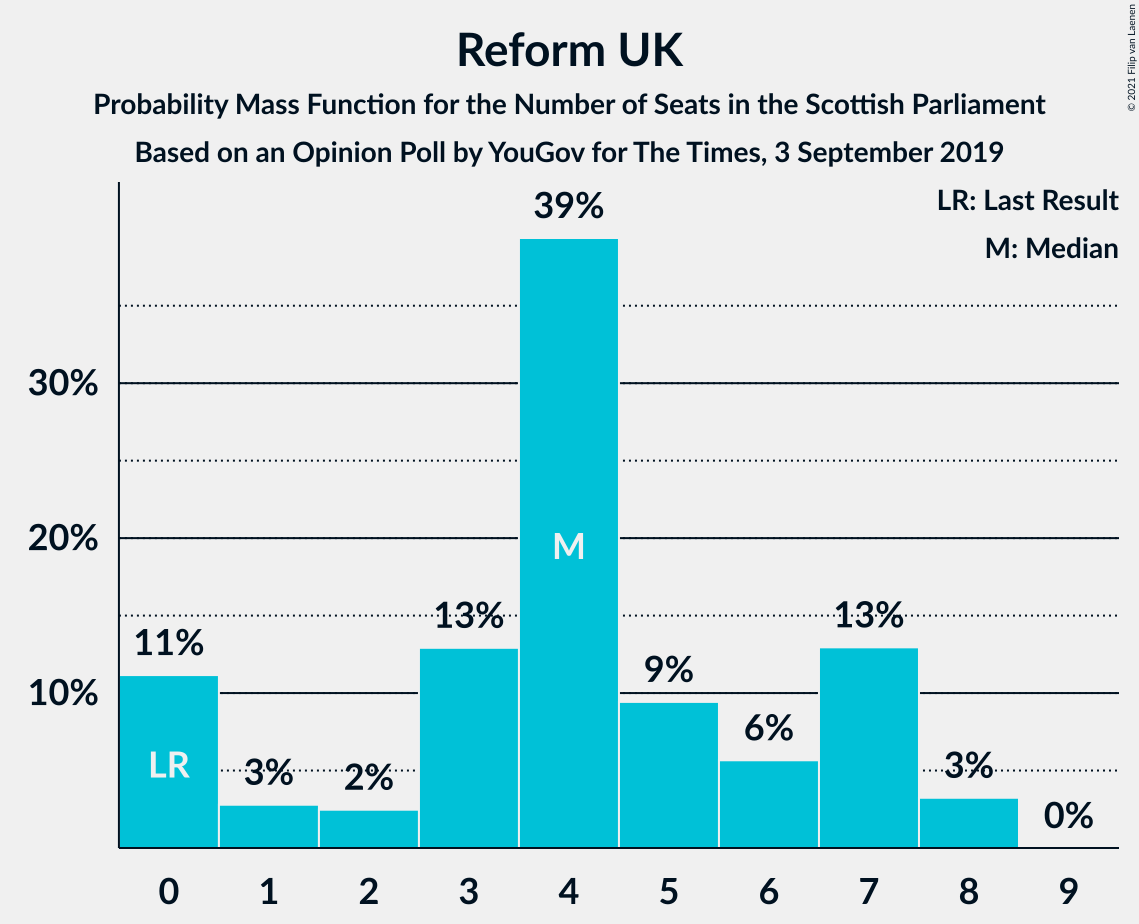 Reform UK
Probability Mass Function for the Number of Seats in the Scottish Parliament
Based on an Opinion Poll by YouGov for The Times, 3 September 2019
© 2021 Filip van Laenen
LR: Last Result
M: Median
39%
30%
20%
10%
11%
3%
2%
13%
9%
6%
13%
3%
0%
LR
M
0 1 2 3 4 5 6 7 8 9